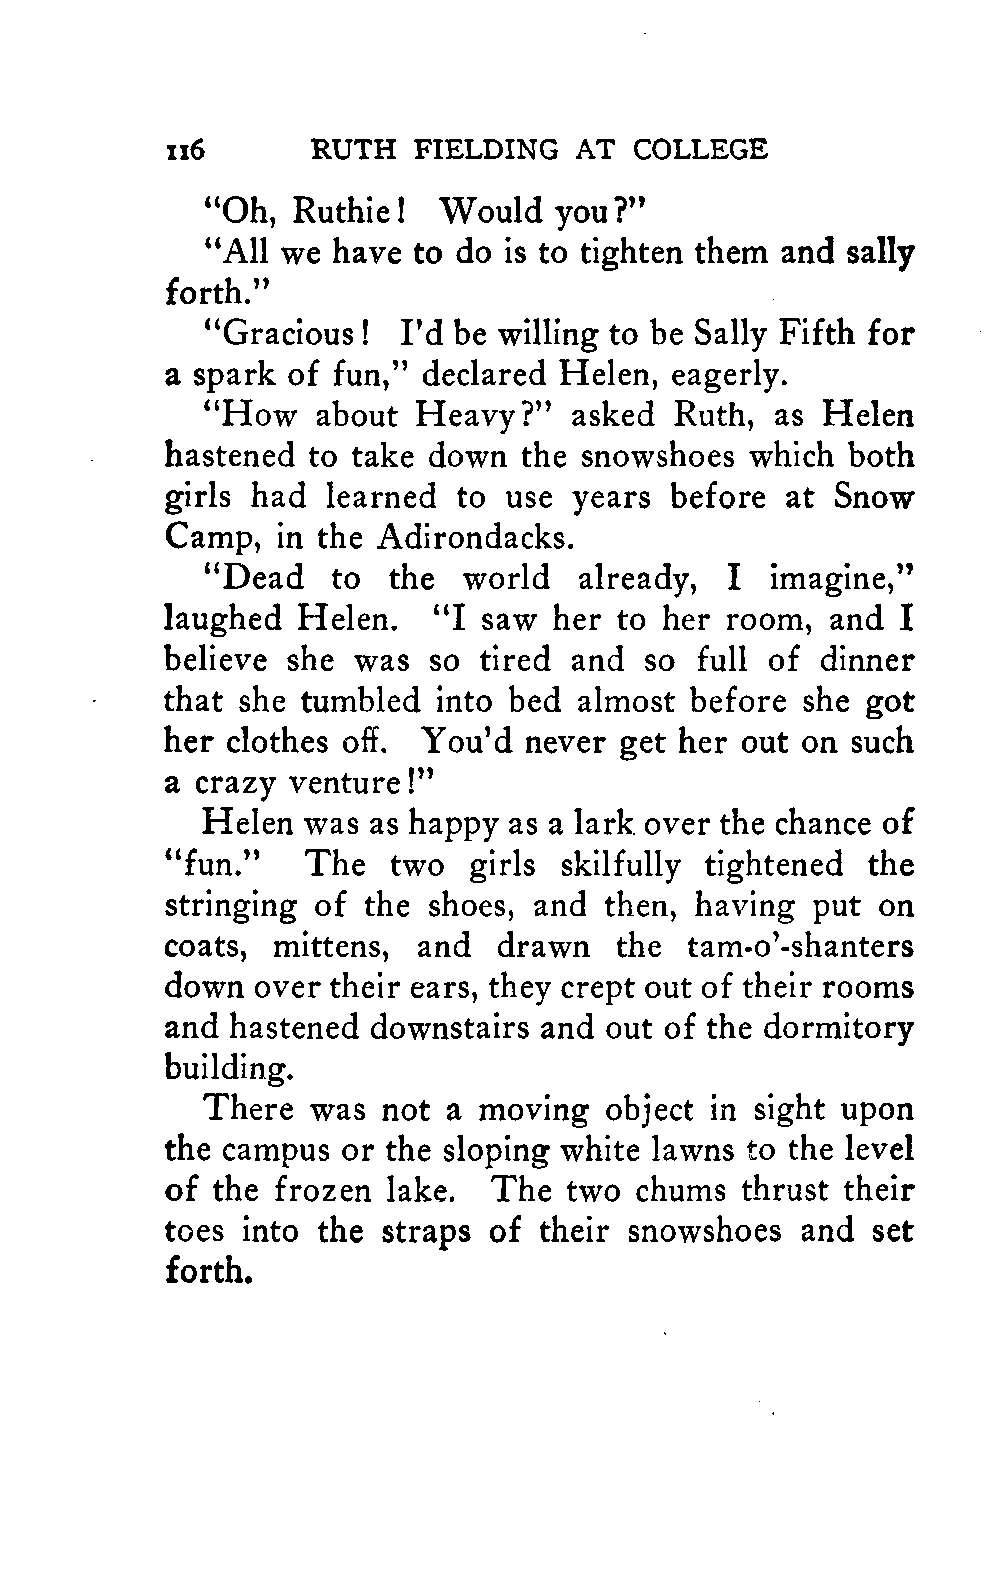 116 RUTH FIELDING AT COLLEGE
“Oh, Ruthie! Would you?”
“All we have to do is to tighten them and sally
forth.”
“Gracious! I’d be willing to be Sally Fifth for
a spark of fun,” declared Helen, eagerly.
“How about Heavy?” asked Ruth, as Helen
hastened to take down the snowshoes which both
girls had learned to use years before at Snow
Camp, in the Adirondacks.
“Dead to the world already, I imagine,”
laughed Helen. “I saw her to her room, and I
believe she was so tired and so full of dinner
that she tumbled into bed almost before she got
her clothes off. You’d never get her out on such
a crazy venture!”
Helen was as happy as a lark over the chance of
“fun.” The two girls skilfully tightened the
stringing of the shoes, and then, having put on
coats, mittens, and drawn the tam-o’-shanters
down over their ears, they crept out of their rooms
and hastened downstairs and out of the dormitory
building.
There was not a moving object in sight upon
the campus or the sloping white lawns to the level
of the frozen lake. The two chums thrust their
toes into the straps of their snowshoes and set
forth.